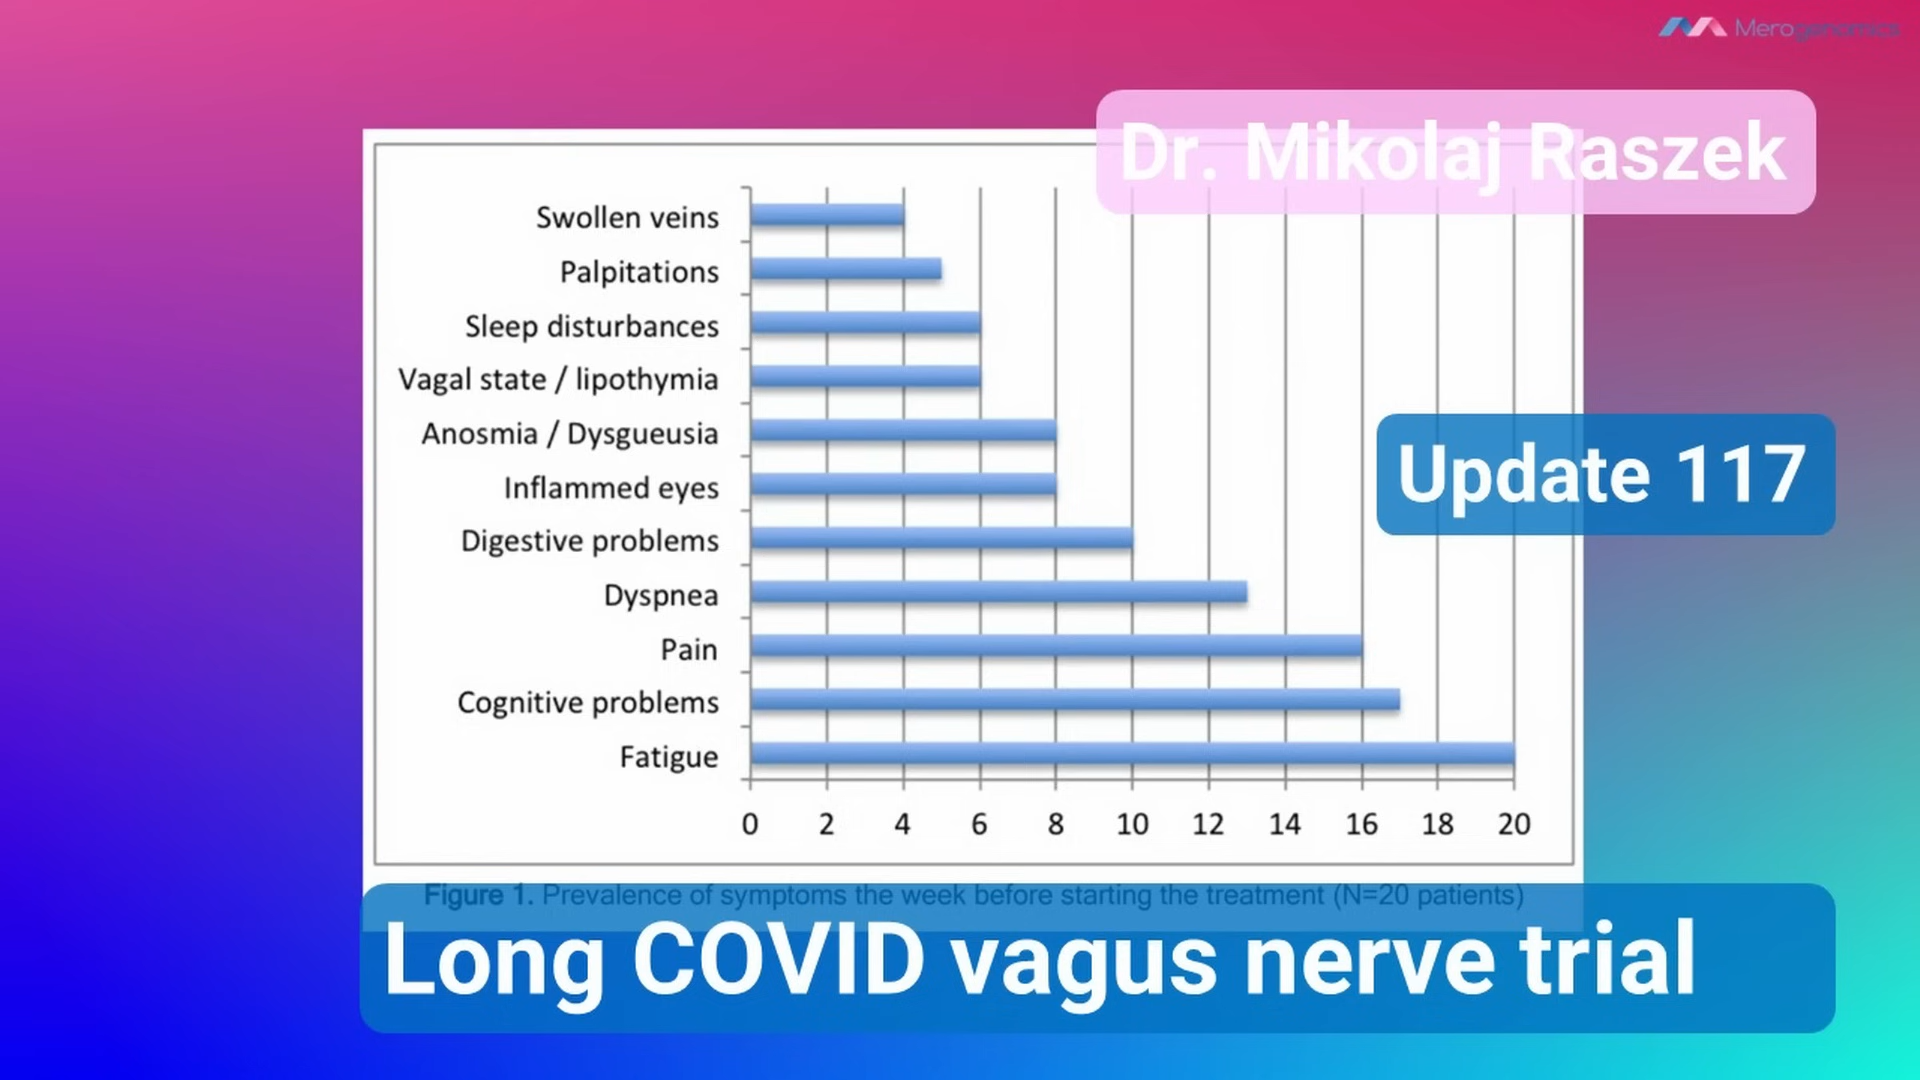 Merogenomics
Dr. Mikolaj Raszek
Swollen veins
Palpitations
Sleep disturbances
Vagal state / lipothymia
Anosmia / Dysgueusia
Update 117
Inflammed eyes
Digestive problems
Dyspnea
Pain
Cognitive problems
Fatigue
0 2 4 6 8 10 12 14 16 18 20
Figure 1. Prevalence of symptoms the week before starting the treatment (N=20 patients)
Long COVID vagus nerve trial